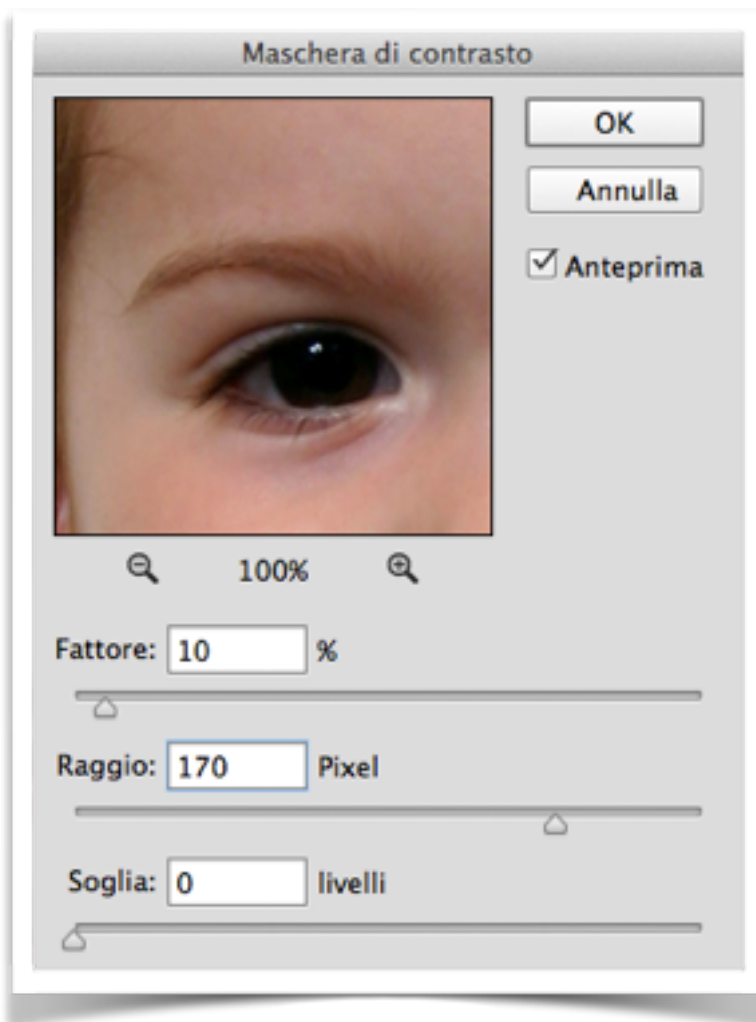 Maschera di contrasto
OK
Annulla
Anteprima
100%
Fattore: 10 %
Raggio: 170 Pixel
Soglia: 0 livelli